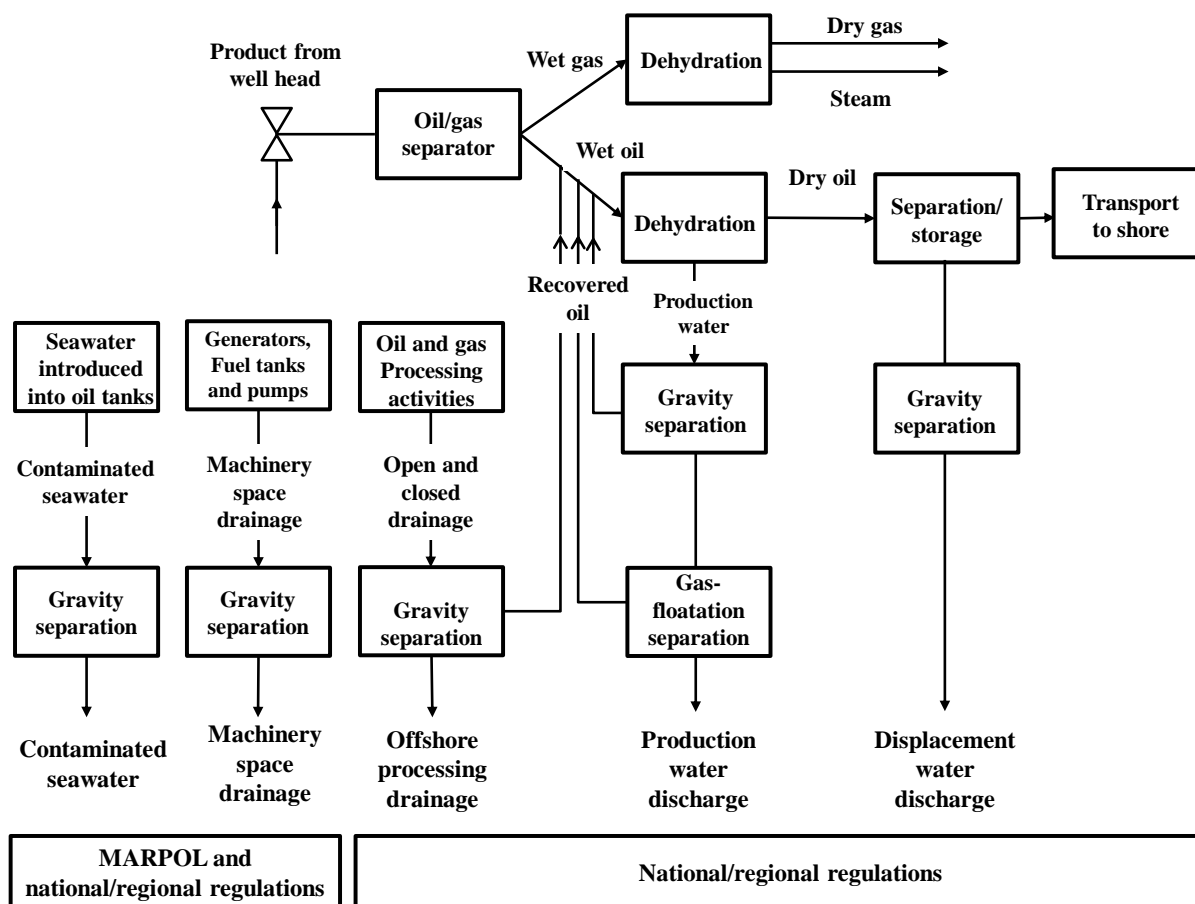 Product from
well head
Oil/gas
separator
Wet gas
Dehydration
Dry gas
Steam
Wet oil
Dehydration
Dry oil
Separation/
storage
Transport
to shore
Recovered
oil
Production
water
Seawater
introduced
into oil tanks
Generators,
Fuel tanks
and pumps
Oil and gas
Processing
activities
Gravity
separation
Gravity
separation
Contaminated
seawater
Machinery
space
drainage
Open and
closed
drainage
Gravity
separation
Gravity
separation
Gravity
separation
Gas-
floatation
separation
Contaminated
seawater
Machinery
space
drainage
Offshore
processing
drainage
Production
water
discharge
Displacement
water
discharge
MARPOL and
national/regional regulations
National/regional regulations